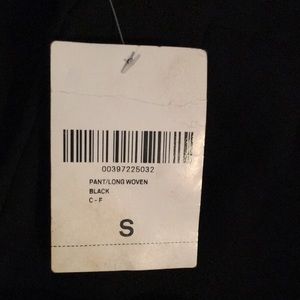 00397225032
PANT/LONG WOVEN
BLACK
C - F
S